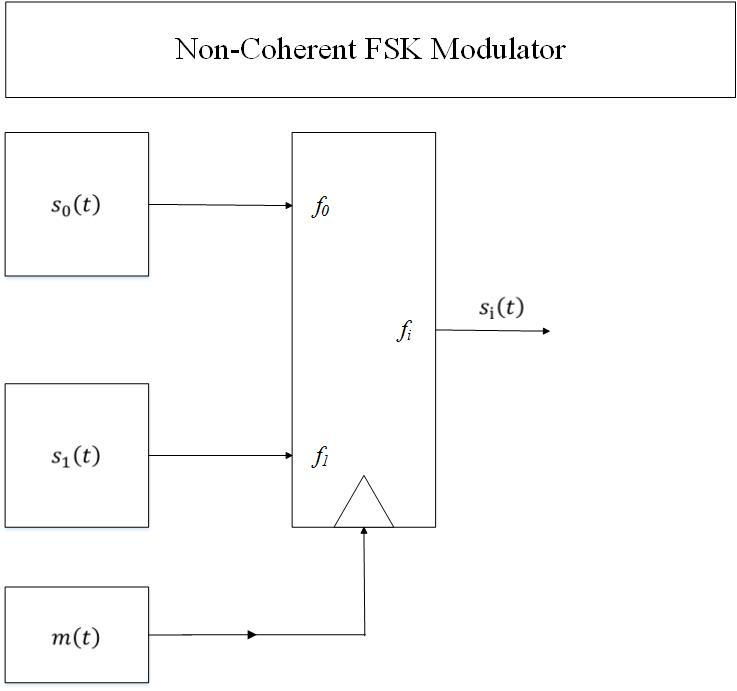 Non-Coherent FSK Modulator
s₀(t)
f₀
sᵢ(t)
fᵢ
s₁(t)
f₁
m(t)